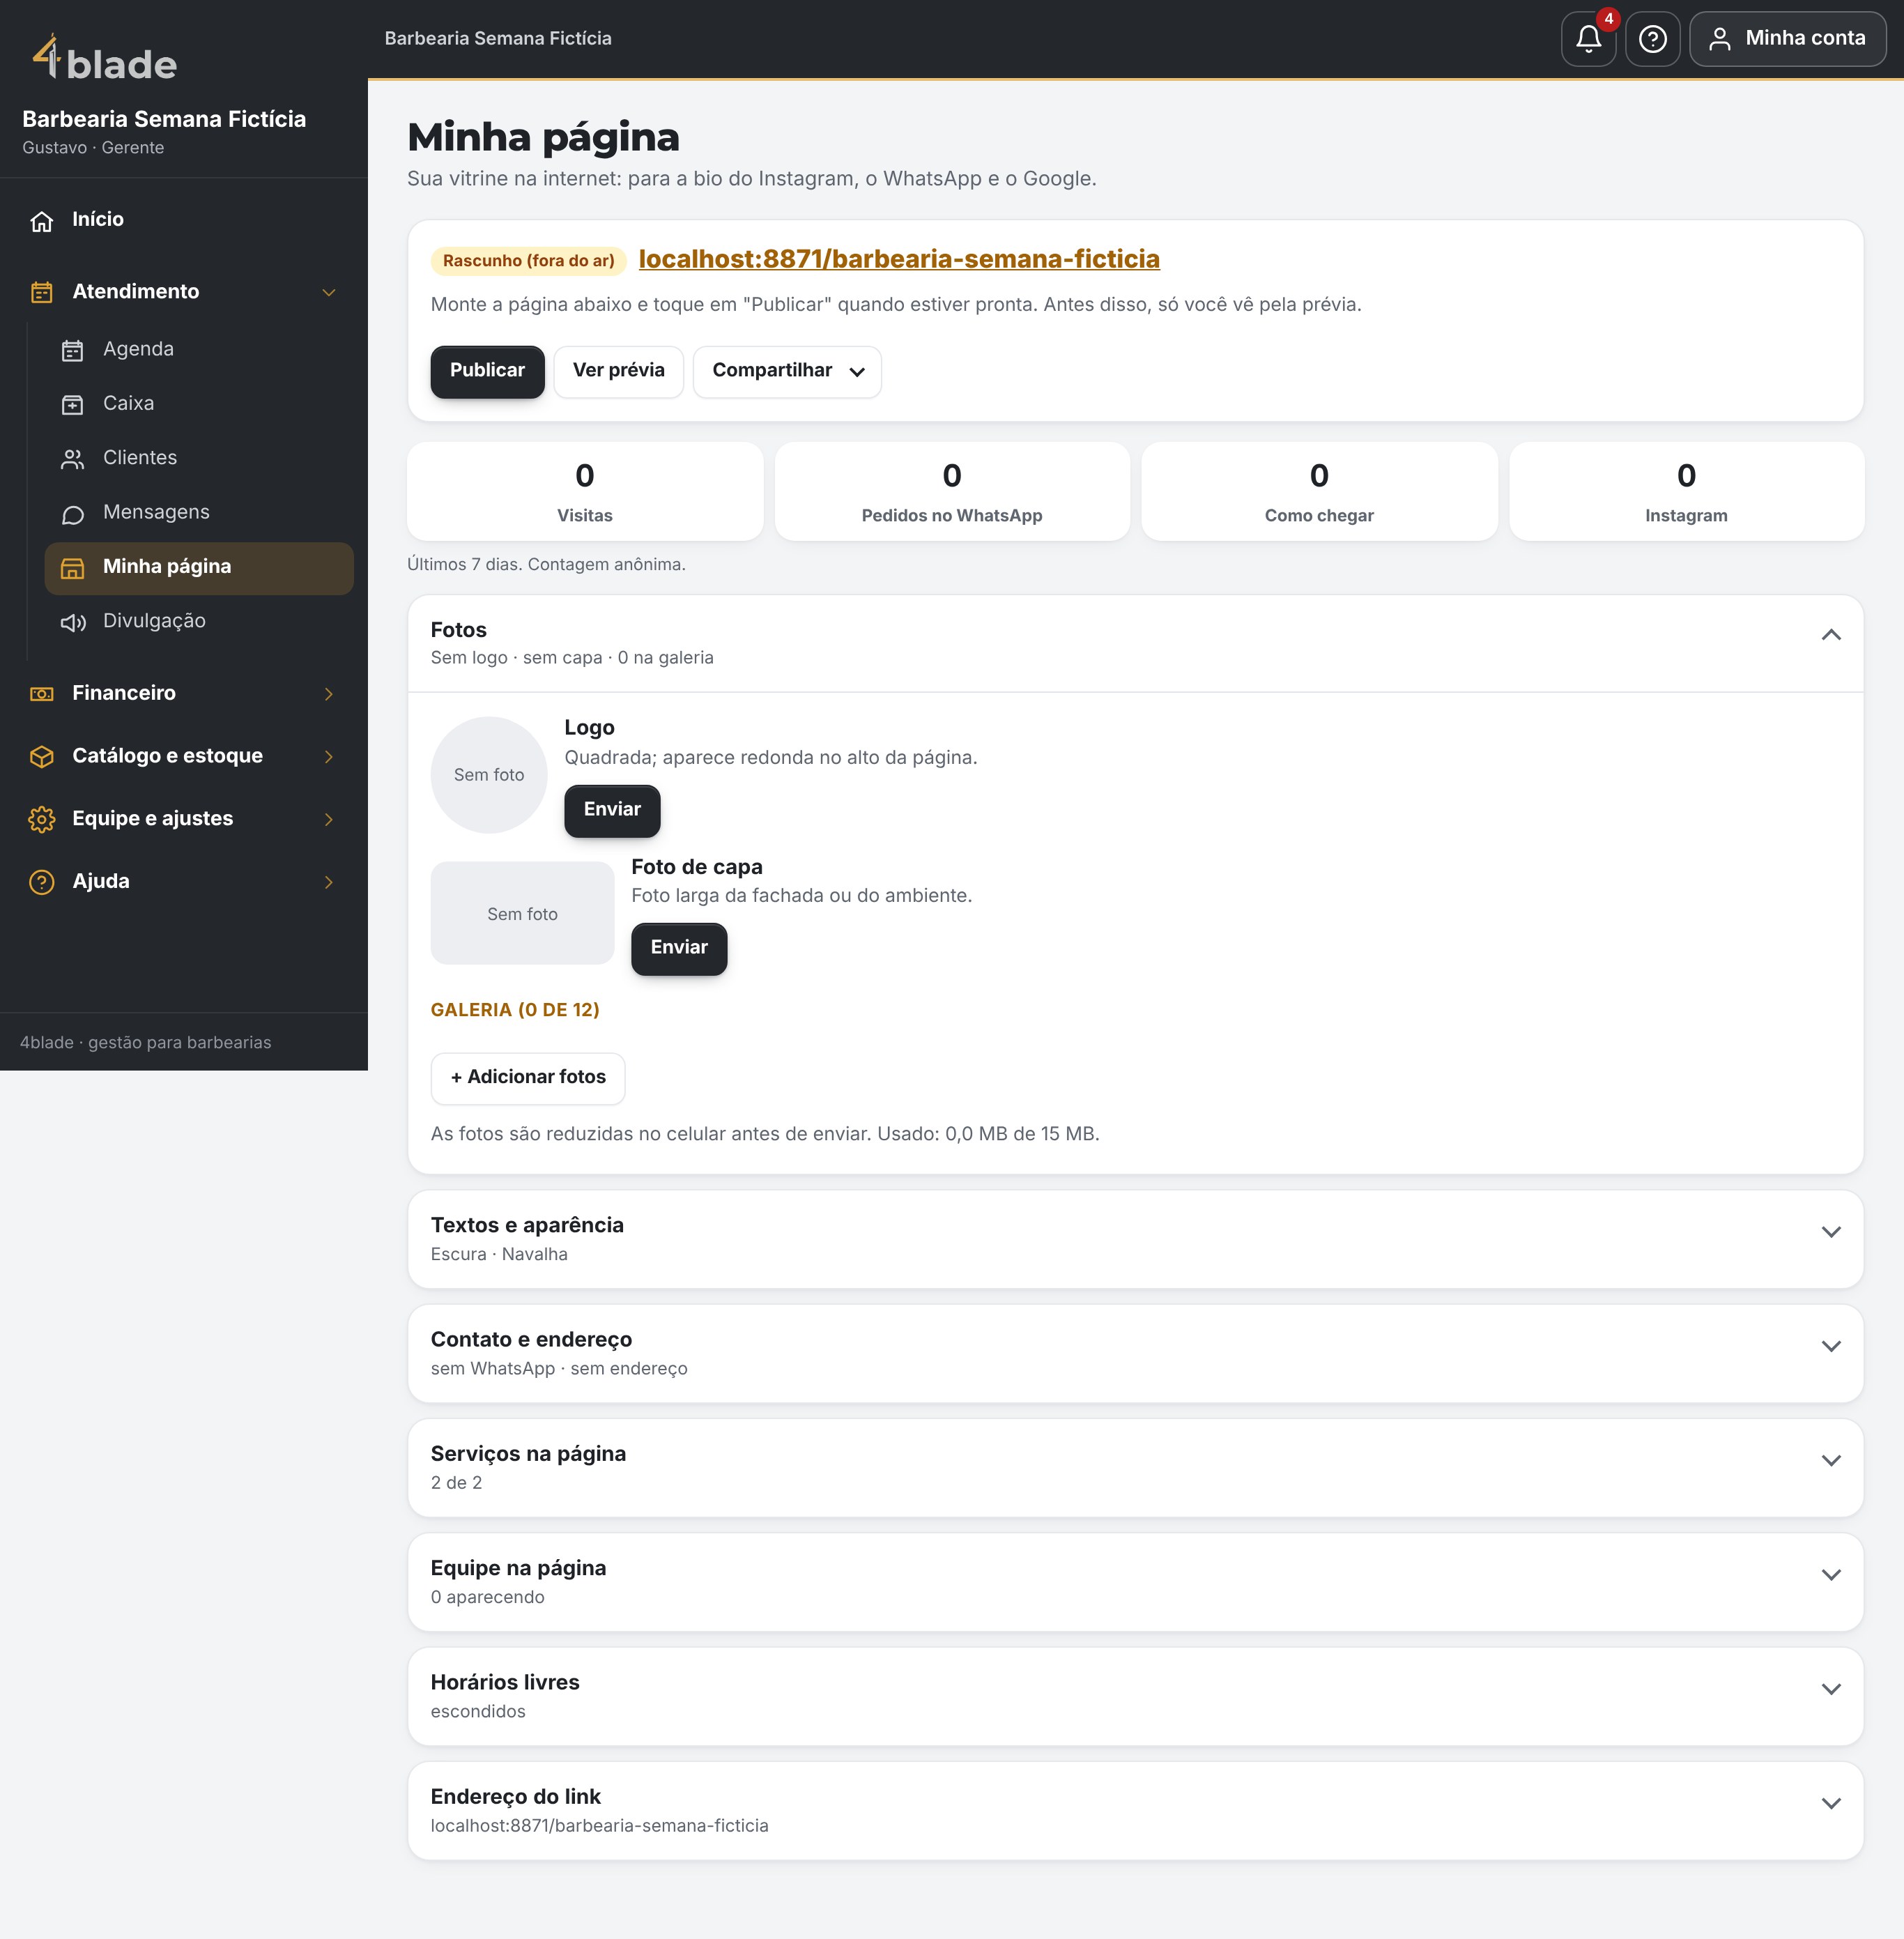 4blade
Barbearia Semana Fictícia
Gustavo · Gerente
Início
Atendimento
Agenda
Caixa
Clientes
Mensagens
Minha página
Divulgação
Financeiro
Catálogo e estoque
Equipe e ajustes
Ajuda
4blade · gestão para barbearias
Barbearia Semana Fictícia
4
Minha conta
Minha página
Sua vitrine na internet: para a bio do Instagram, o WhatsApp e o Google.
Rascunho (fora do ar) localhost:8871/barbearia-semana-ficticia
Monte a página abaixo e toque em "Publicar" quando estiver pronta. Antes disso, só você vê pela prévia.
Publicar Ver prévia Compartilhar
0
Visitas
0
Pedidos no WhatsApp
0
Como chegar
0
Instagram
Últimos 7 dias. Contagem anônima.
Fotos
Sem logo · sem capa · 0 na galeria
Sem foto
Logo
Quadrada; aparece redonda no alto da página.
Enviar
Sem foto
Foto de capa
Foto larga da fachada ou do ambiente.
Enviar
GALERIA (0 DE 12)
+ Adicionar fotos
As fotos são reduzidas no celular antes de enviar. Usado: 0,0 MB de 15 MB.
Textos e aparência
Escura · Navalha
Contato e endereço
sem WhatsApp · sem endereço
Serviços na página
2 de 2
Equipe na página
0 aparecendo
Horários livres
escondidos
Endereço do link
localhost:8871/barbearia-semana-ficticia